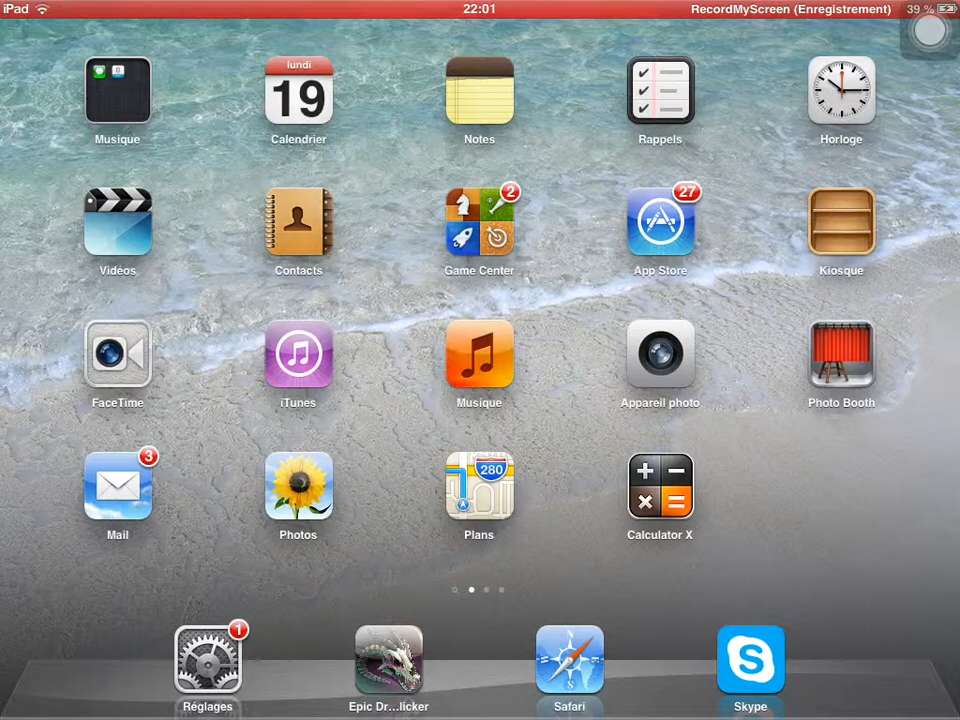 iPad 22:01 RecordMyScreen (Enregistrement) 39 %
lundi
19
Musique Calendrier Notes Rappels Horloge
2 27
Vidéos Contacts Game Center App Store Kiosque
FaceTime iTunes Musique Appareil photo Photo Booth
3 280
Mail Photos Plans Calculator X
1
Réglages Epic Dr...licker Safari Skype